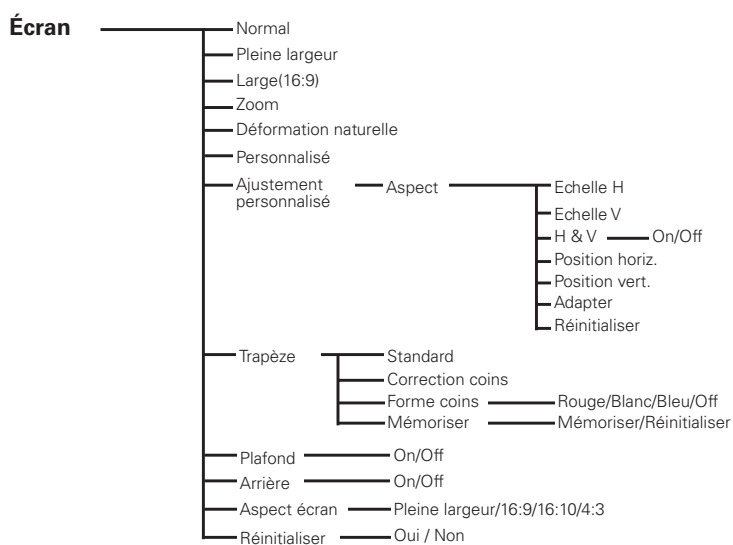 Écran
Normal
Pleine largeur
Large(16:9)
Zoom
Déformation naturelle
Personnalisé
Ajustement
personnalisé
Aspect
Echelle H
Echelle V
H & V
On/Off
Position horiz.
Position vert.
Adapter
Réinitialiser
Trapèze
Standard
Correction coins
Forme coins
Rouge/Blanc/Bleu/Off
Mémoriser
Mémoriser/Réinitialiser
Plafond
On/Off
Arrière
On/Off
Aspect écran
Pleine largeur/16:9/16:10/4:3
Réinitialiser
Oui / Non